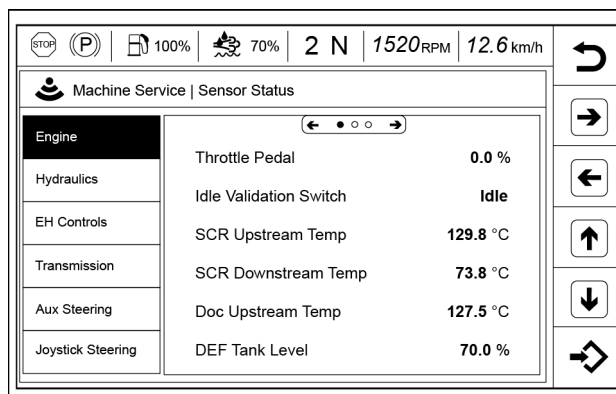 STOP (P) 100% 70% 2 N 1520 RPM 12.6 km/h
Machine Service | Sensor Status
Engine
Hydraulics
EH Controls
Transmission
Aux Steering
Joystick Steering
Throttle Pedal 0.0 %
Idle Validation Switch Idle
SCR Upstream Temp 129.8 °C
SCR Downstream Temp 73.8 °C
Doc Upstream Temp 127.5 °C
DEF Tank Level 70.0 %